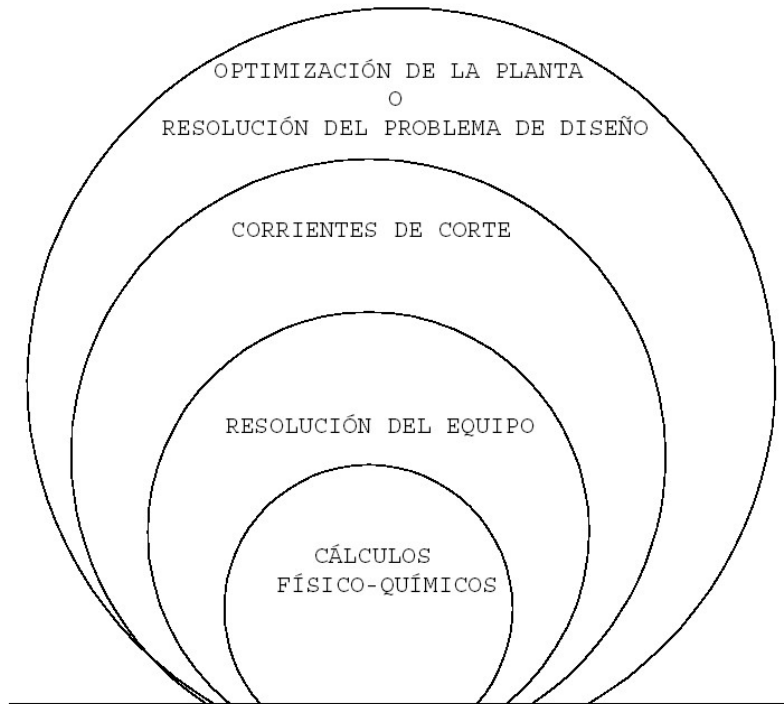 OPTIMIZACIÓN DE LA PLANTA
O
RESOLUCIÓN DEL PROBLEMA DE DISEÑO
CORRIENTES DE CORTE
RESOLUCIÓN DEL EQUIPO
CÁLCULOS
FÍSICO-QUÍMICOS